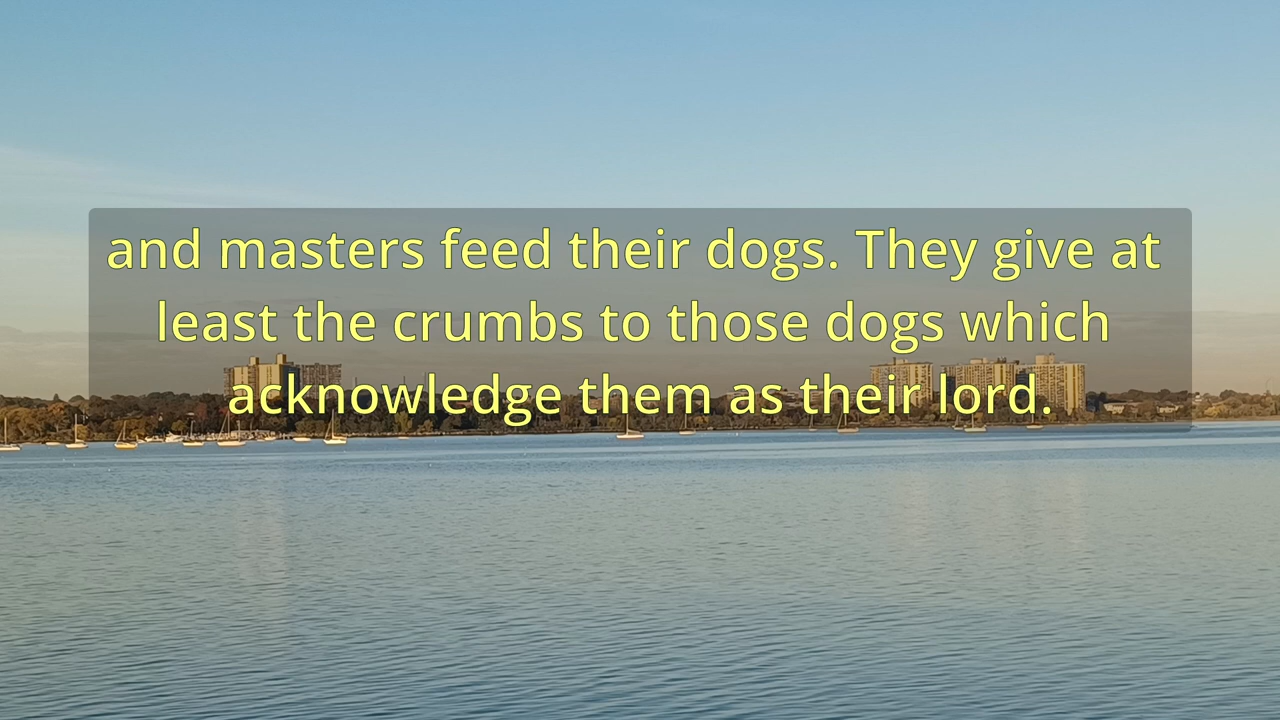 and masters feed their dogs. They give at
least the crumbs to those dogs which
acknowledge them as their lord.